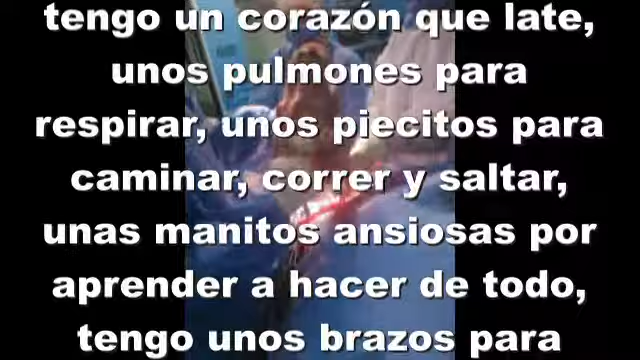 tengo un corazón que late,
unos pulmones para
respirar, unos piecitos para
caminar, correr y saltar,
unas manitos ansiosas por
aprender a hacer de todo,
tengo unos brazos para